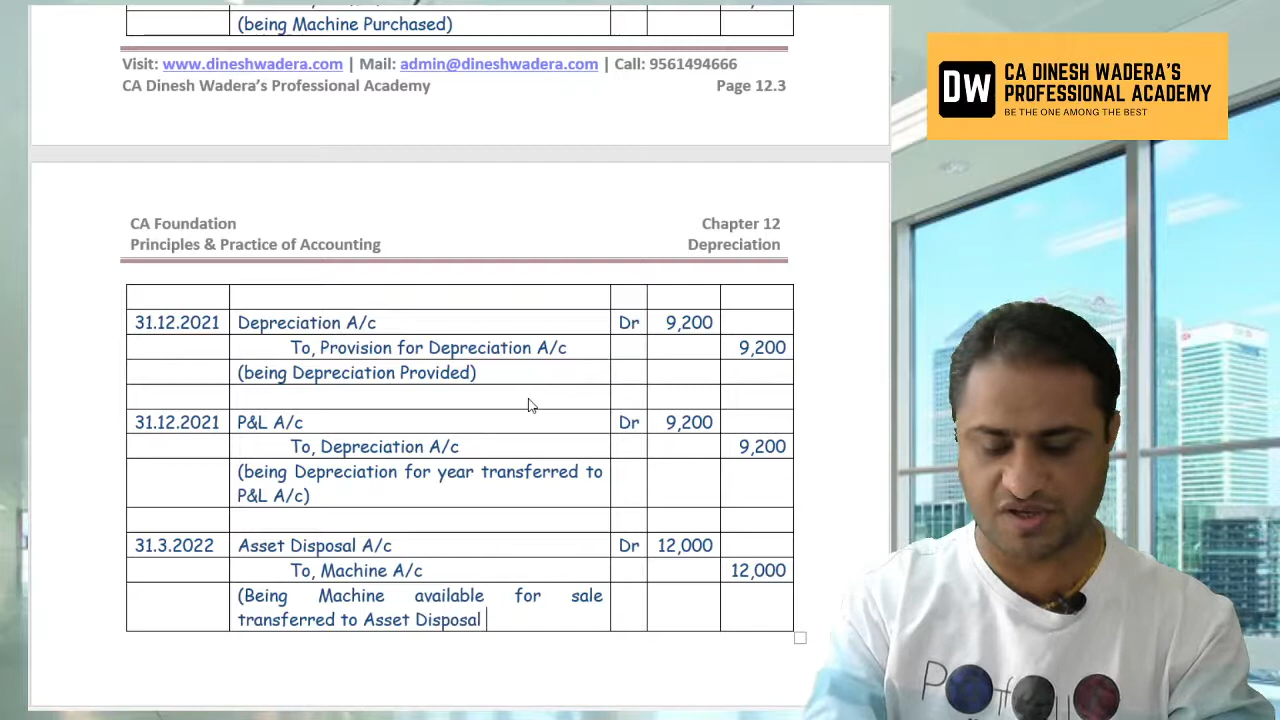 (being Machine Purchased)
Visit: www.dineshwadera.com | Mail: admin@dineshwadera.com | Call: 9561494666
CA Dinesh Wadera's Professional Academy Page 12.3
DW CA DINESH WADERA'S
PROFESSIONAL ACADEMY
BE THE ONE AMONG THE BEST
CA Foundation Chapter 12
Principles & Practice of Accounting Depreciation
31.12.2021 Depreciation A/c Dr 9,200
To, Provision for Depreciation A/c 9,200
(being Depreciation Provided)
31.12.2021 P&L A/c Dr 9,200
To, Depreciation A/c 9,200
(being Depreciation for year transferred to
P&L A/c)
31.3.2022 Asset Disposal A/c Dr 12,000
To, Machine A/c 12,000
(Being Machine available for sale
transferred to Asset Disposal